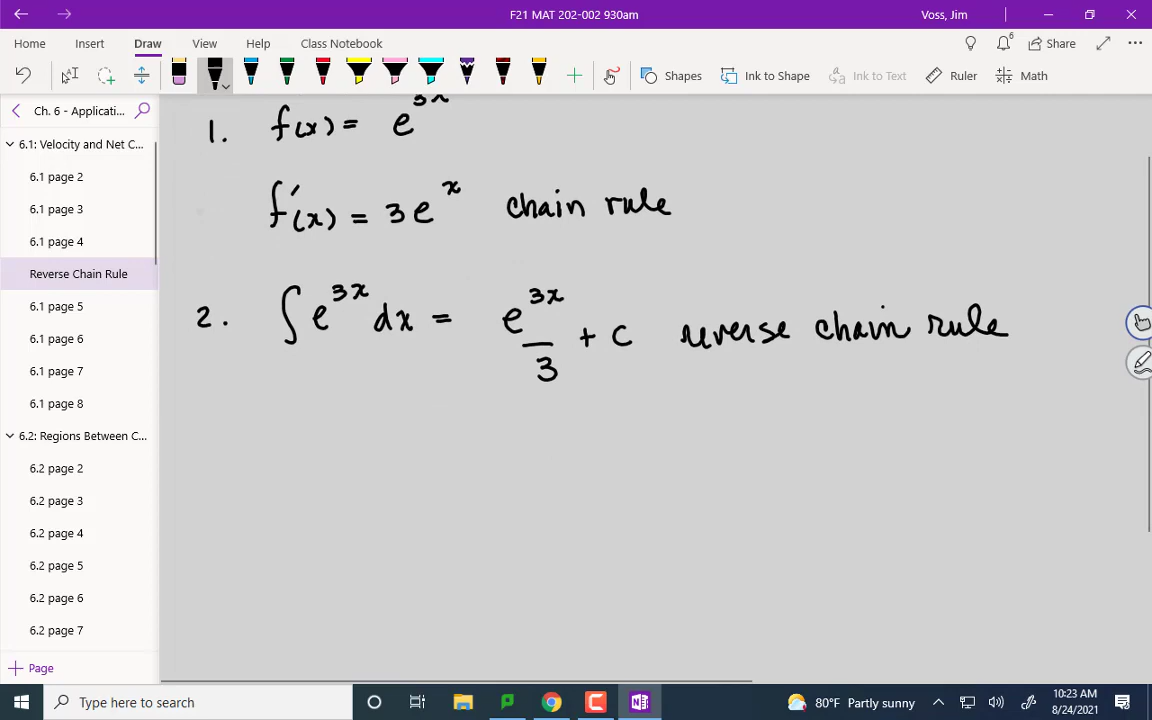 F21 MAT 202-002 930am
Voss, Jim
Home Insert Draw View Help Class Notebook
Share
Shapes Ink to Shape Ink to Text Ruler Math
Ch. 6 - Applicati...
6.1: Velocity and Net C...
6.1 page 2
6.1 page 3
6.1 page 4
Reverse Chain Rule
6.1 page 5
6.1 page 6
6.1 page 7
6.1 page 8
6.2: Regions Between C...
6.2 page 2
6.2 page 3
6.2 page 4
6.2 page 5
6.2 page 6
6.2 page 7
Page
1. f(x) = e^{3x}
f'(x) = 3e^{x} chain rule
2. ∫ e^{3x} dx = e^{3x}/3 + c reverse chain rule
Type here to search
80°F Partly sunny
10:23 AM
8/24/2021
6